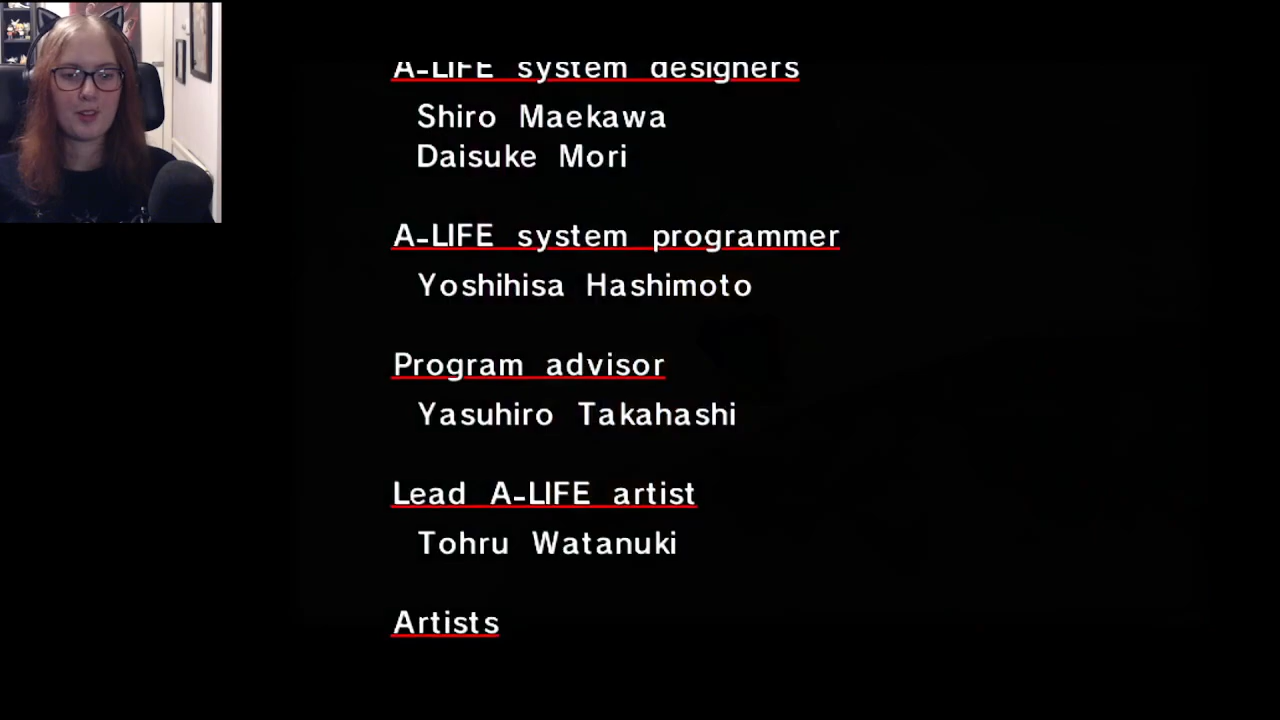 A-LIFE system designers
Shiro Maekawa
Daisuke Mori
A-LIFE system programmer
Yoshihisa Hashimoto
Program advisor
Yasuhiro Takahashi
Lead A-LIFE artist
Tohru Watanuki
Artists